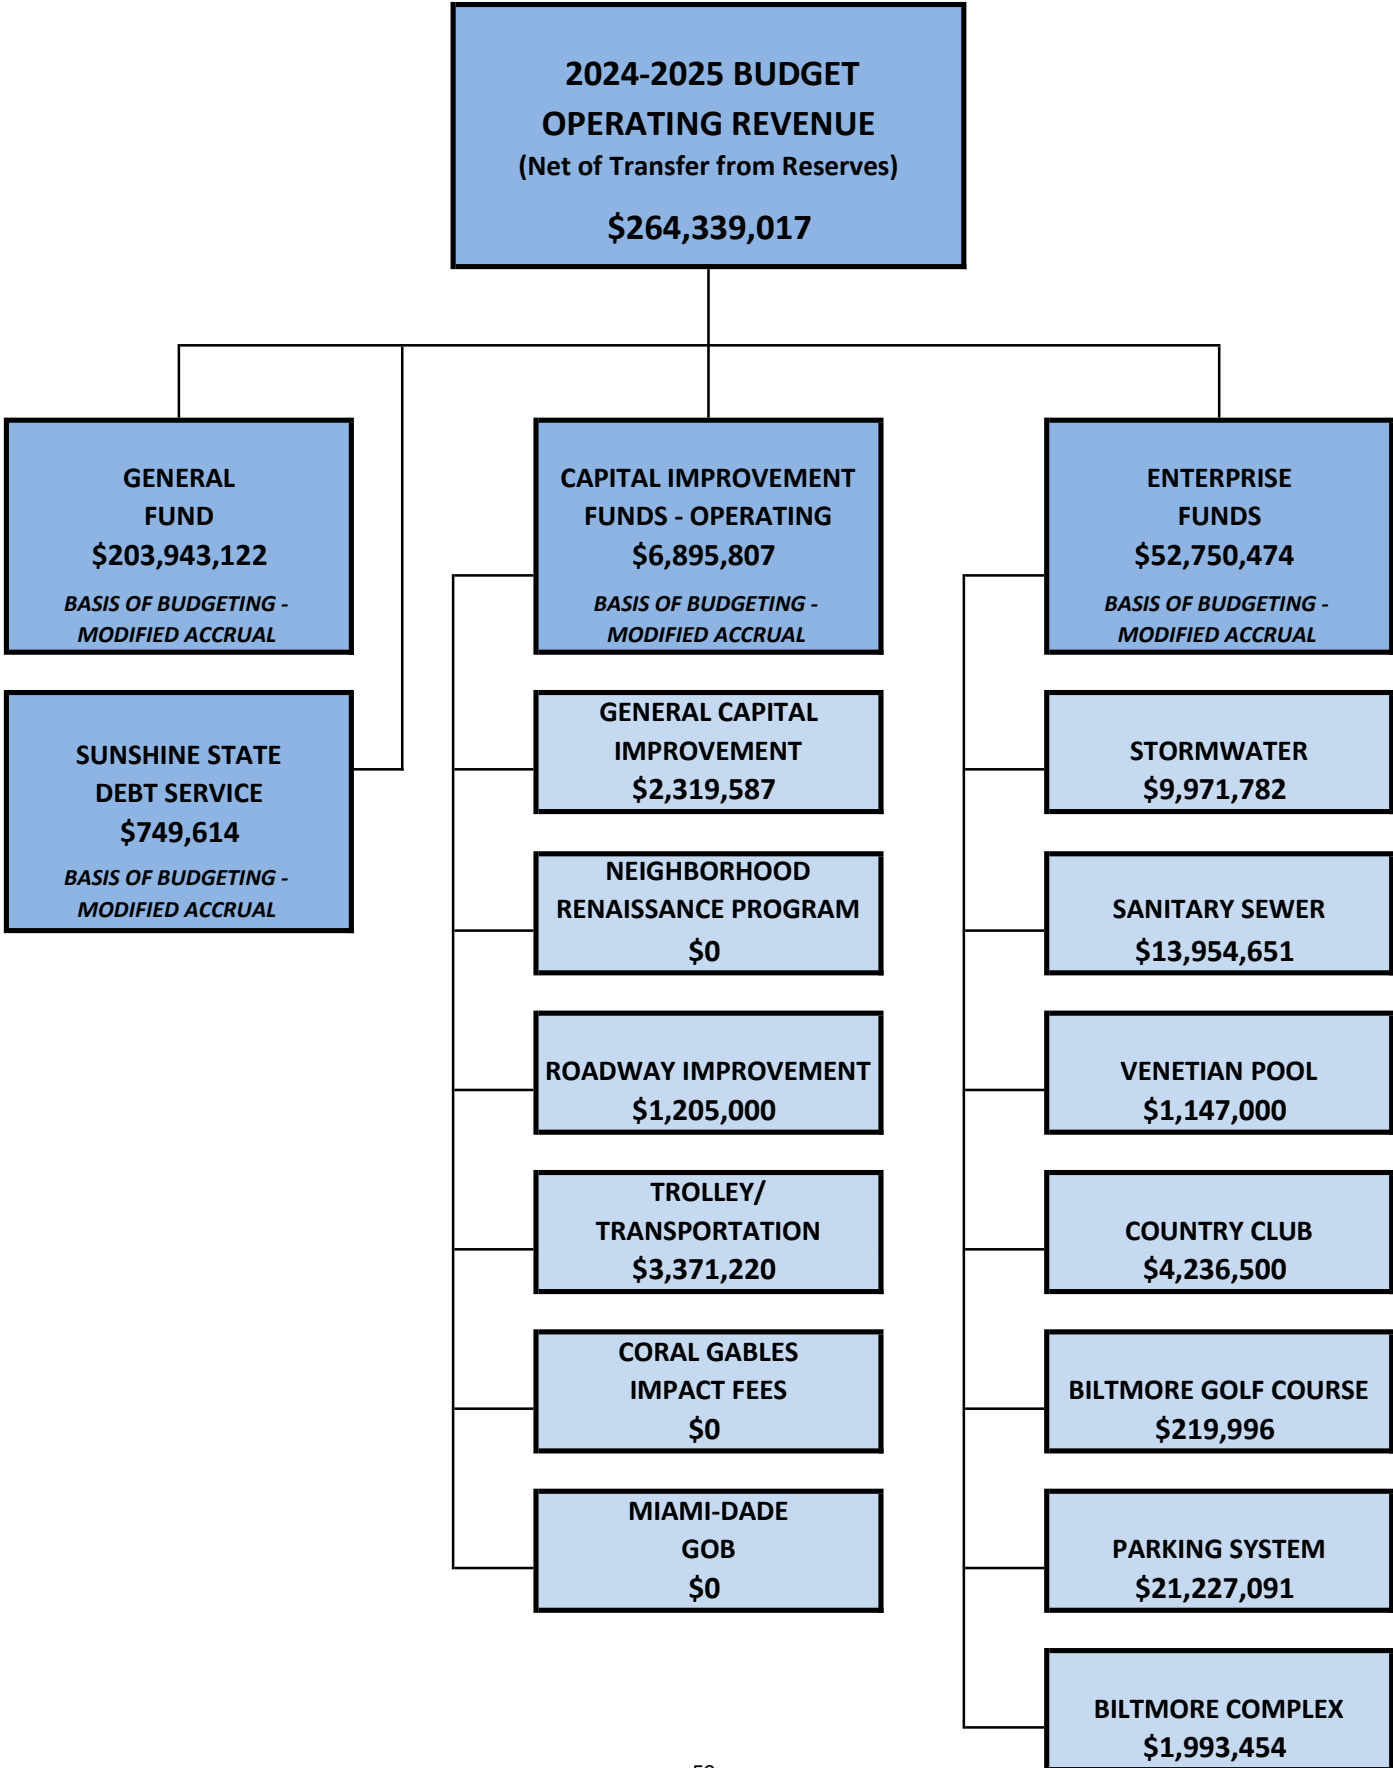 2024-2025 BUDGET
OPERATING REVENUE
(Net of Transfer from Reserves)
$264,339,017
GENERAL
FUND
$203,943,122
BASIS OF BUDGETING -
MODIFIED ACCRUAL
SUNSHINE STATE
DEBT SERVICE
$749,614
BASIS OF BUDGETING -
MODIFIED ACCRUAL
CAPITAL IMPROVEMENT
FUNDS - OPERATING
$6,895,807
BASIS OF BUDGETING -
MODIFIED ACCRUAL
GENERAL CAPITAL
IMPROVEMENT
$2,319,587
NEIGHBORHOOD
RENAISSANCE PROGRAM
$0
ROADWAY IMPROVEMENT
$1,205,000
TROLLEY/
TRANSPORTATION
$3,371,220
CORAL GABLES
IMPACT FEES
$0
MIAMI-DADE
GOB
$0
ENTERPRISE
FUNDS
$52,750,474
BASIS OF BUDGETING -
MODIFIED ACCRUAL
STORMWATER
$9,971,782
SANITARY SEWER
$13,954,651
VENETIAN POOL
$1,147,000
COUNTRY CLUB
$4,236,500
BILTMORE GOLF COURSE
$219,996
PARKING SYSTEM
$21,227,091
BILTMORE COMPLEX
$1,993,454